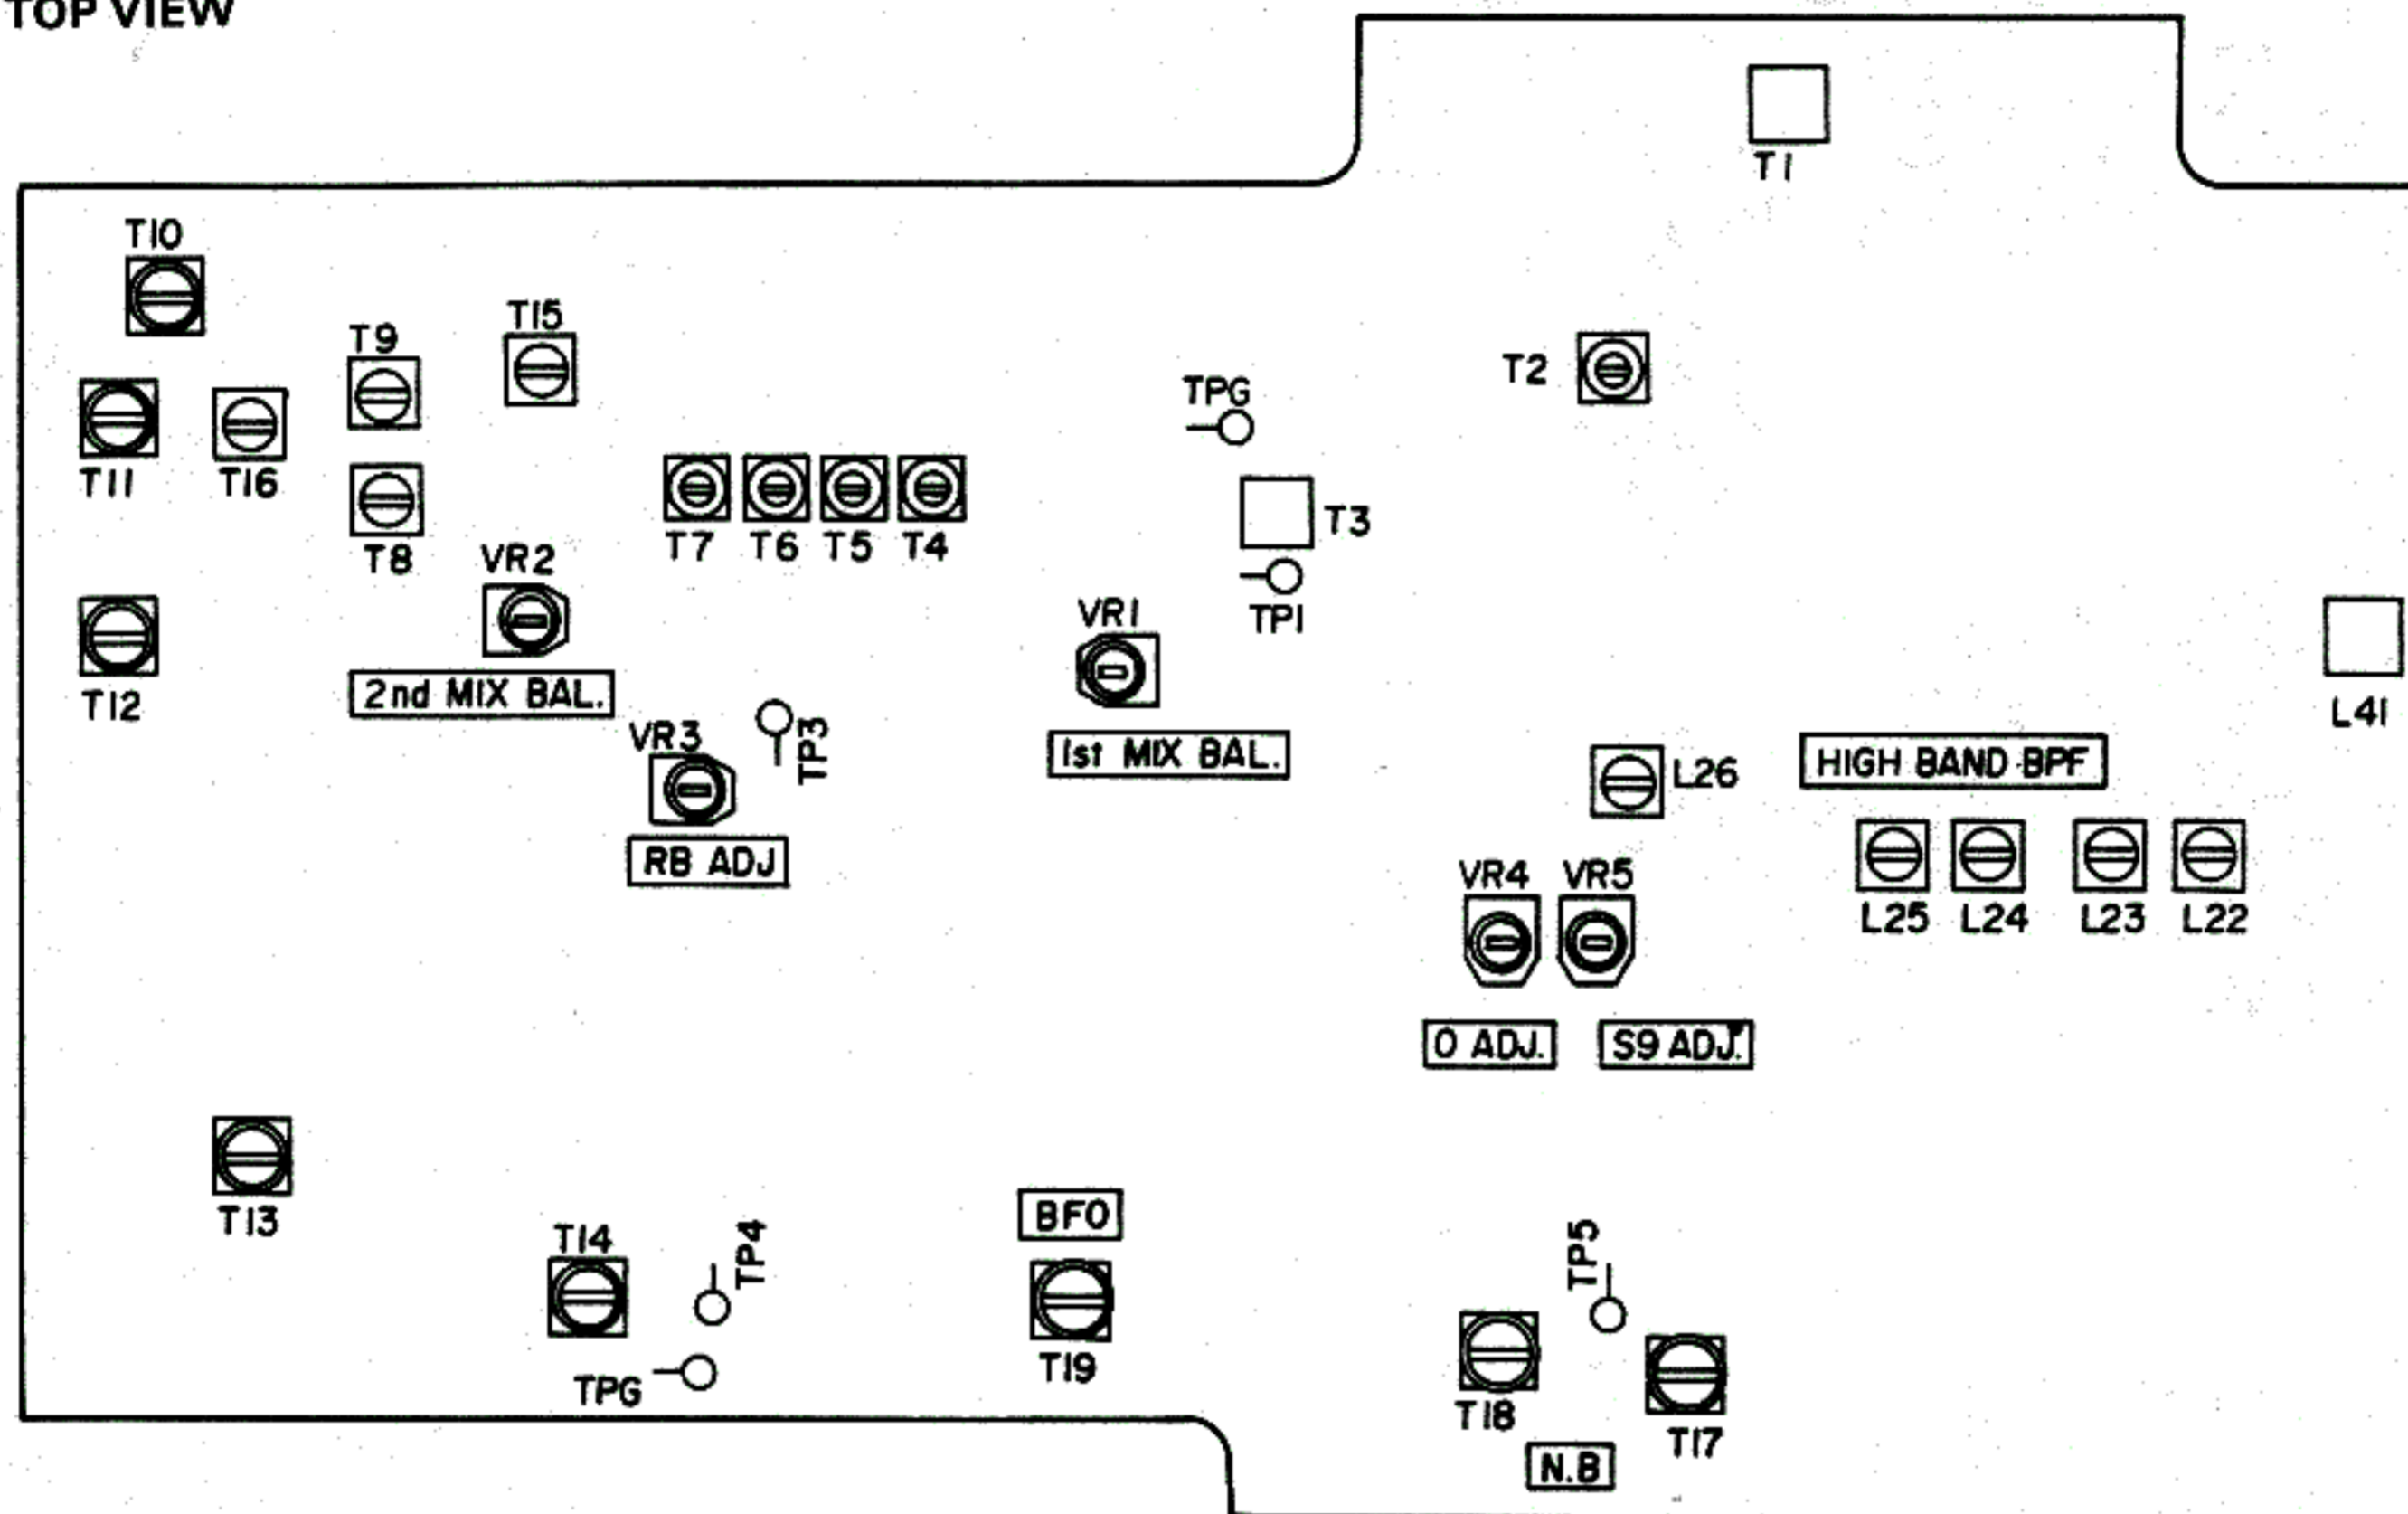 TOP VIEW
T1
T10
T15
T9
T2
TPG
T11
T16
T3
T7
T6
T5
T4
T8
VR2
VR1
TP1
T12
2nd MIX BAL.
L41
VR3
TP3
1st MIX BAL.
L26
HIGH BAND BPF
RB ADJ
VR4
VR5
L25
L24
L23
L22
0 ADJ.
S9 ADJ.
T13
BFO
T14
TP4
TP5
T19
TPG
T18
T17
N.B